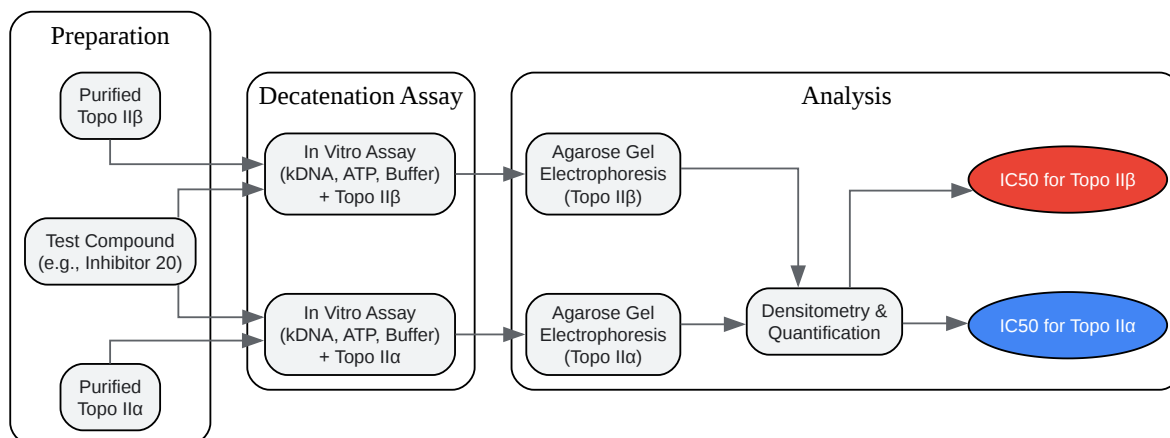 Preparation
Purified
Topo IIβ
Test Compound
(e.g., Inhibitor 20)
Purified
Topo IIα
Decatenation Assay
In Vitro Assay
(kDNA, ATP, Buffer)
+ Topo IIβ
In Vitro Assay
(kDNA, ATP, Buffer)
+ Topo IIα
Analysis
Agarose Gel
Electrophoresis
(Topo IIβ)
Agarose Gel
Electrophoresis
(Topo IIα)
Densitometry &
Quantification
IC50 for Topo IIβ
IC50 for Topo IIα